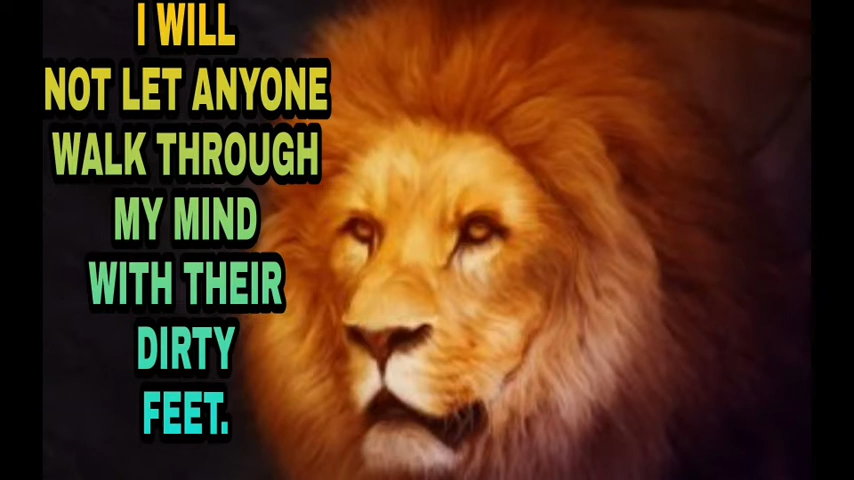 I WILL
NOT LET ANYONE
WALK THROUGH
MY MIND
WITH THEIR
DIRTY
FEET.